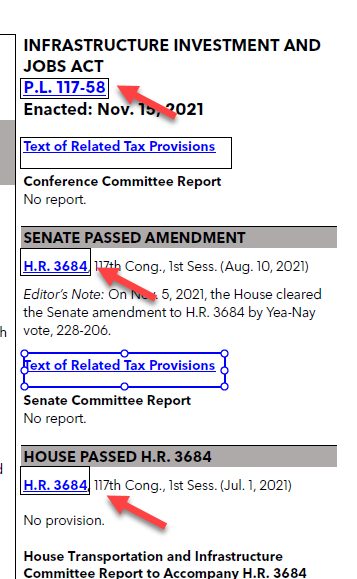 INFRASTRUCTURE INVESTMENT AND
JOBS ACT
P.L. 117-58
Enacted: Nov. 15, 2021
Text of Related Tax Provisions
Conference Committee Report
No report.
SENATE PASSED AMENDMENT
H.R. 3684, 117th Cong., 1st Sess. (Aug. 10, 2021)
Editor's Note: On Nov. 5, 2021, the House cleared
the Senate amendment to H.R. 3684 by Yea-Nay
h
vote, 228-206.
Text of Related Tax Provisions
Senate Committee Report
No report.
HOUSE PASSED H.R. 3684
H.R. 3684, 117th Cong., 1st Sess. (Jul. 1, 2021)
No provision.
House Transportation and Infrastructure
Committee Report to Accompany H.R. 3684